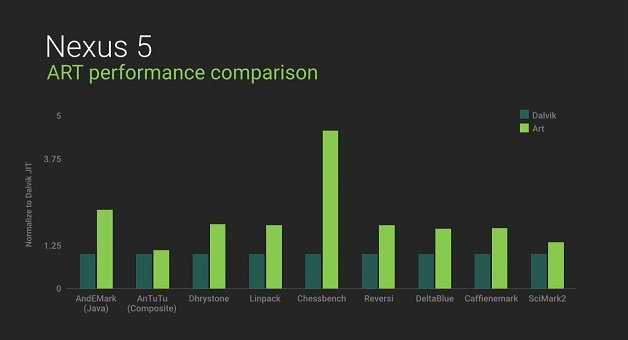 Nexus 5
ART performance comparison
5
Dalvik
Art
3.75
Normalize to Dalvik JIT
1.25
0
AndEMark
(Java)
AnTuTu
(Composite)
Dhrystone
Linpack
Chessbench
Reversi
DeltaBlue
Caffienemark
SciMark2